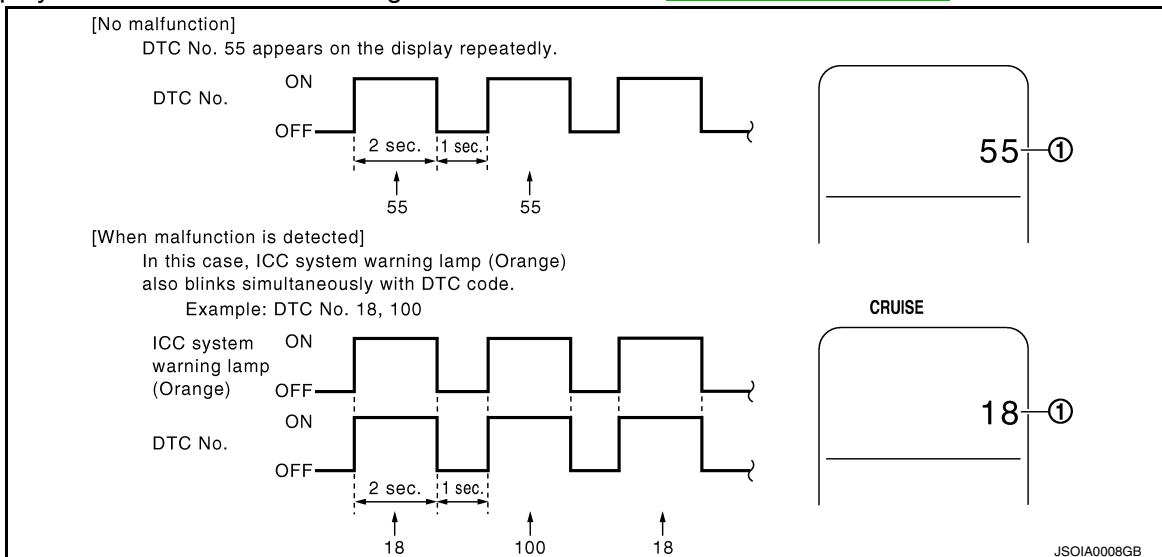 [No malfunction]
DTC No. 55 appears on the display repeatedly.
ON
DTC No.
OFF
2 sec.
1 sec.
55
55
55
①
[When malfunction is detected]
In this case, ICC system warning lamp (Orange)
also blinks simultaneously with DTC code.
Example: DTC No. 18, 100
CRUISE
ICC system
warning lamp
(Orange)
ON
OFF
ON
DTC No.
OFF
2 sec.
1 sec.
18
100
18
18
①
JSOIA0008GB